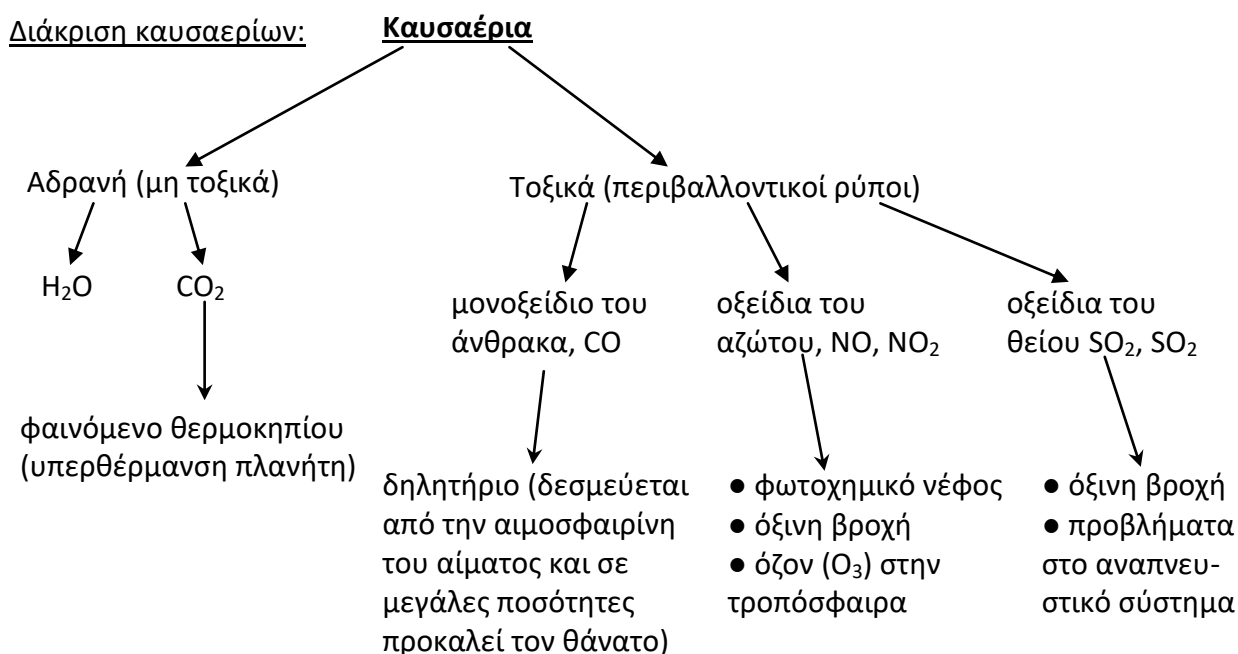 Διάκριση καυσαερίων:
Καυσαέρια
Αδρανή (μη τοξικά)
Τοξικά (περιβαλλοντικοί ρύποι)
H₂O
CO₂
μονοξείδιο του
άνθρακα, CO
οξείδια του
αζώτου, NO, NO₂
οξείδια του
θείου SO₂, SO₂
φαινόμενο θερμοκηπίου
(υπερθέρμανση πλανήτη)
δηλητήριο (δεσμεύεται
από την αιμοσφαιρίνη
του αίματος και σε
μεγάλες ποσότητες
προκαλεί τον θάνατο)
● φωτοχημικό νέφος
● όξινη βροχή
● όζον (O₃) στην
τροπόσφαιρα
● όξινη βροχή
● προβλήματα
στο αναπνευ-
στικό σύστημα